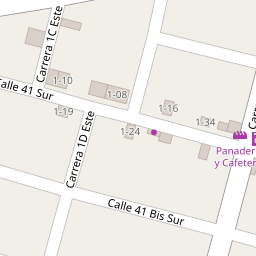 Carrera 1C Este
1-10
1-08
Calle 41 Sur
1-19
1-16
1-24
1-34
Carrera 1D Este
Panader
y Cafeter
Calle 41 Bis Sur